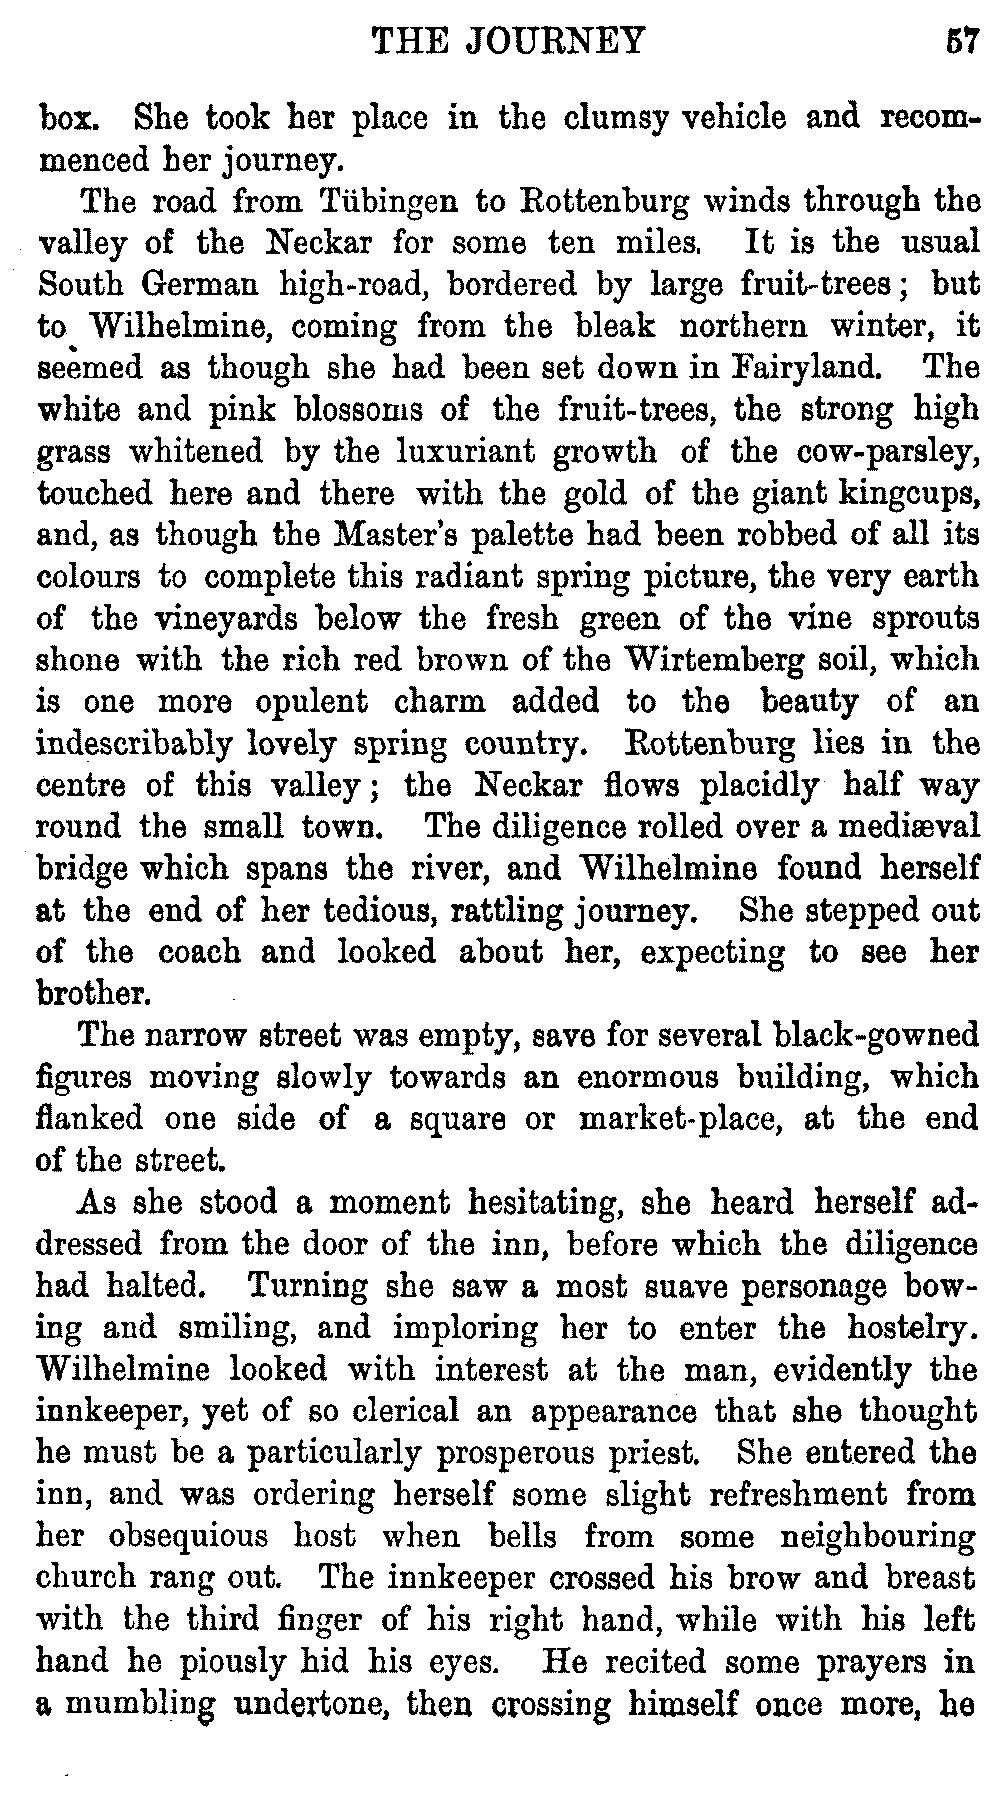 THE JOURNEY 57
box. She took her place in the clumsy vehicle and recom-
menced her journey.
The road from Tübingen to Rottenburg winds through the
valley of the Neckar for some ten miles. It is the usual
South German high-road, bordered by large fruit-trees; but
to Wilhelmine, coming from the bleak northern winter, it
seemed as though she had been set down in Fairyland. The
white and pink blossoms of the fruit-trees, the strong high
grass whitened by the luxuriant growth of the cow-parsley,
touched here and there with the gold of the giant kingcups,
and, as though the Master's palette had been robbed of all its
colours to complete this radiant spring picture, the very earth
of the vineyards below the fresh green of the vine sprouts
shone with the rich red brown of the Wirtemberg soil, which
is one more opulent charm added to the beauty of an
indescribably lovely spring country. Rottenburg lies in the
centre of this valley; the Neckar flows placidly half way
round the small town. The diligence rolled over a mediæval
bridge which spans the river, and Wilhelmine found herself
at the end of her tedious, rattling journey. She stepped out
of the coach and looked about her, expecting to see her
brother.
The narrow street was empty, save for several black-gowned
figures moving slowly towards an enormous building, which
flanked one side of a square or market-place, at the end
of the street.
As she stood a moment hesitating, she heard herself ad-
dressed from the door of the inn, before which the diligence
had halted. Turning she saw a most suave personage bow-
ing and smiling, and imploring her to enter the hostelry.
Wilhelmine looked with interest at the man, evidently the
innkeeper, yet of so clerical an appearance that she thought
he must be a particularly prosperous priest. She entered the
inn, and was ordering herself some slight refreshment from
her obsequious host when bells from some neighbouring
church rang out. The innkeeper crossed his brow and breast
with the third finger of his right hand, while with his left
hand he piously hid his eyes. He recited some prayers in
a mumbling undertone, then crossing himself once more, he